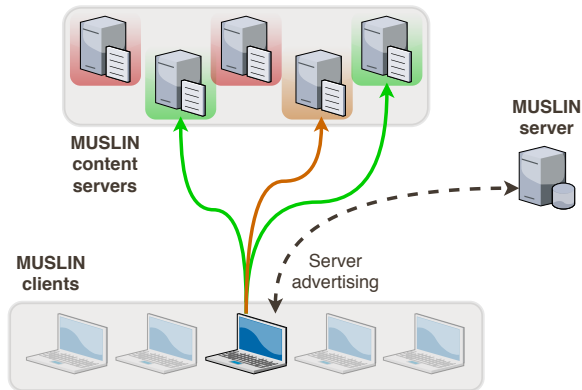 MUSLIN
content
servers
MUSLIN
server
MUSLIN
clients
Server
advertising